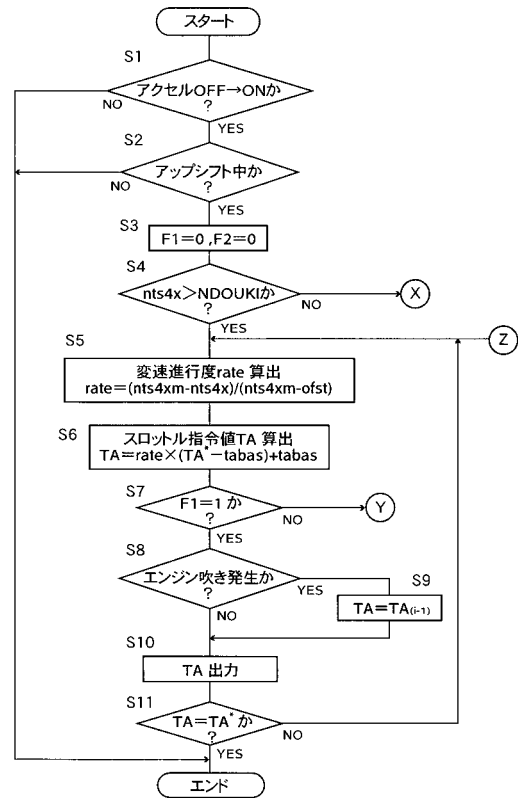 スタート
S1
アクセルOFF→ONか
?
NO
YES
S2
アップシフト中か
?
NO
YES
S3
F1=0 ,F2=0
S4
nts4x>NDOUKIか
?
NO
X
YES
Z
S5
変速進行度rate 算出
rate=(nts4xm-nts4x)/(nts4xm-ofst)
S6
スロットル指令値TA 算出
TA=rate×(TA*-tabas)+tabas
S7
F1=1 か
?
NO
Y
YES
S8
エンジン吹き発生か
?
YES
S9
TA=TA(i-1)
NO
S10
TA 出力
S11
TA=TA* か
?
NO
YES
エンド